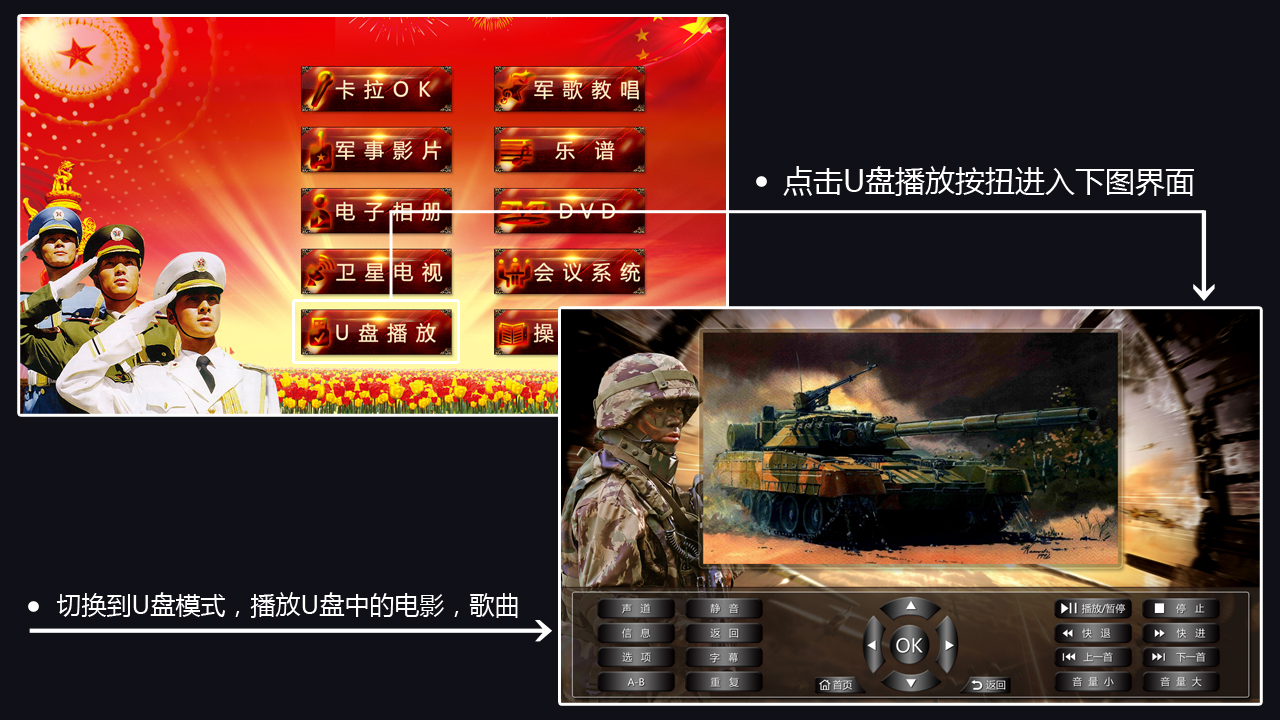 卡拉OK
军歌教唱
军事影片
乐谱
电子相册
DVD
卫星电视
会议系统
U盘播放
操
• 点击U盘播放按扭进入下图界面
• 切换到U盘模式，播放U盘中的电影，歌曲
声道
静音
信息
返回
选项
字幕
A-B
重复
OK
首页
返回
播放/暂停
停止
快退
快进
上一首
下一首
音量小
音量大